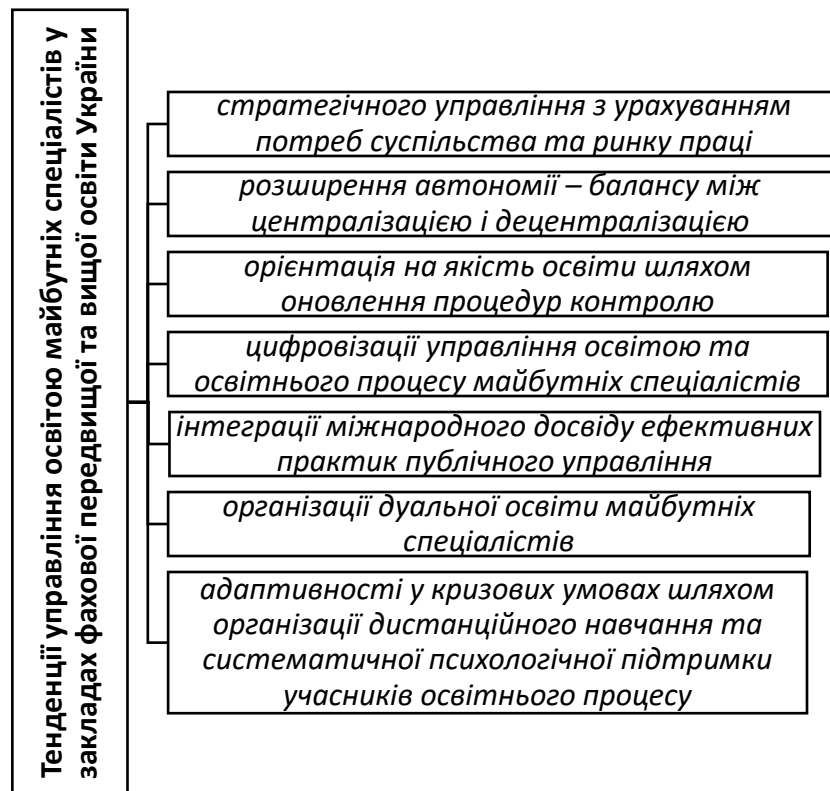 Тенденції управління освітою майбутніх спеціалістів у
закладах фахової передвищої та вищої освіти України
стратегічного управління з урахуванням
потреб суспільства та ринку праці
розширення автономії – балансу між
централізацією і децентралізацією
орієнтація на якість освіти шляхом
оновлення процедур контролю
цифровізації управління освітою та
освітнього процесу майбутніх спеціалістів
інтеграції міжнародного досвіду ефективних
практик публічного управління
організації дуальної освіти майбутніх
спеціалістів
адаптивності у кризових умовах шляхом
організації дистанційного навчання та
систематичної психологічної підтримки
учасників освітнього процесу